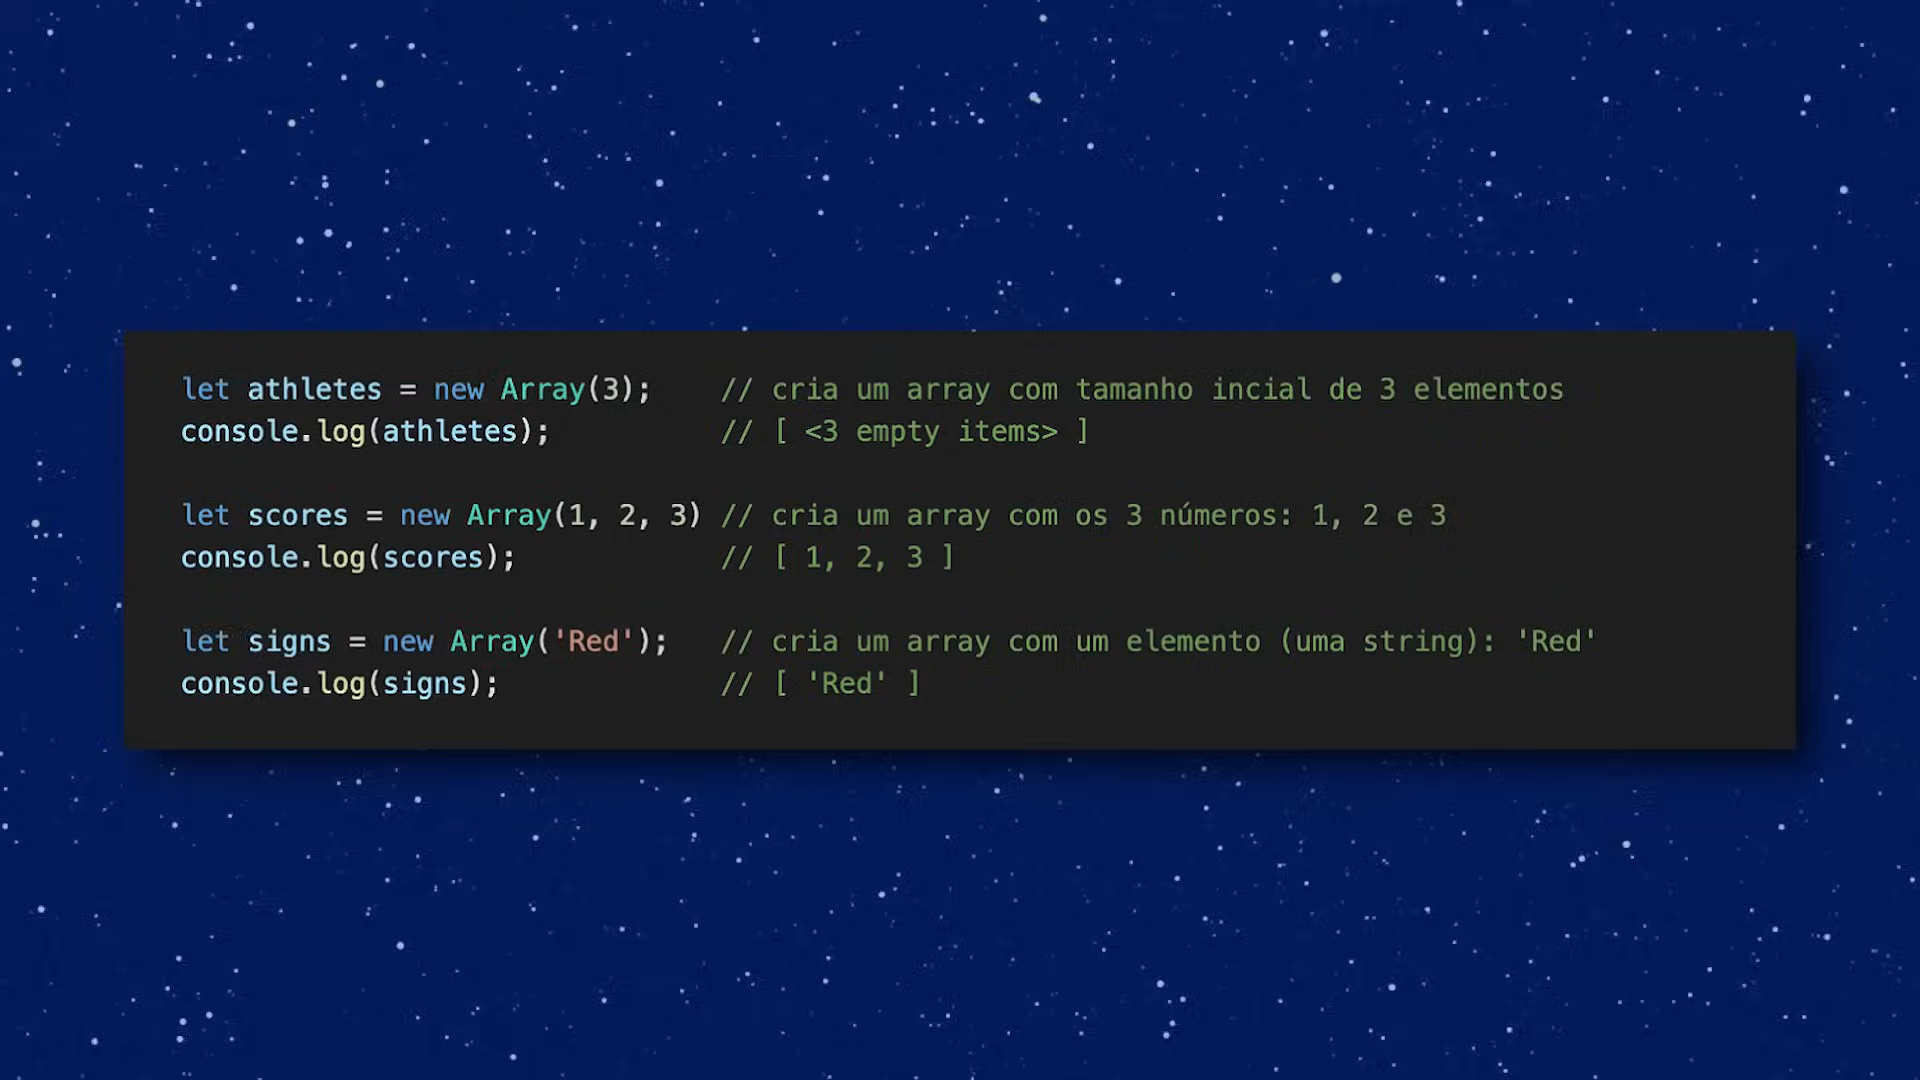 let athletes = new Array(3);    // cria um array com tamanho incial de 3 elementos
console.log(athletes);          // [ <3 empty items> ]
let scores = new Array(1, 2, 3) // cria um array com os 3 números: 1, 2 e 3
console.log(scores);            // [ 1, 2, 3 ]
let signs = new Array('Red');   // cria um array com um elemento (uma string): 'Red'
console.log(signs);             // [ 'Red' ]